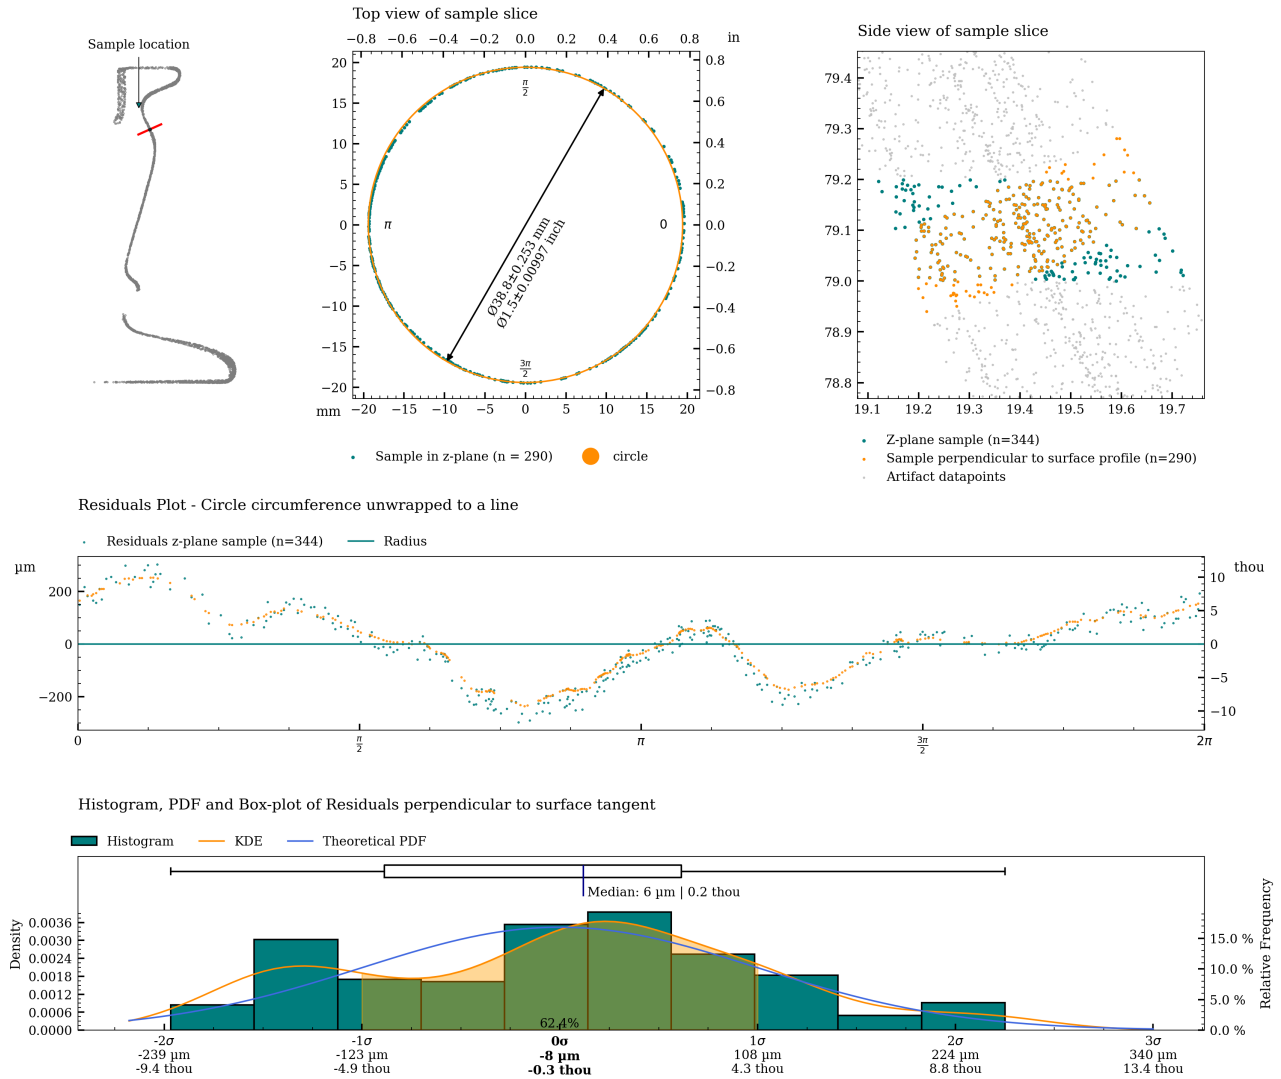 Sample location
Top view of sample slice
−0.8 −0.6 −0.4 −0.2 0.0 0.2 0.4 0.6 0.8 in
20
15
10
5
0
−5
−10
−15
−20
0.8
0.6
0.4
0.2
0.0
−0.2
−0.4
−0.6
−0.8
π/2
π
0
3π/2
Ø38.8±0.253 mm
Ø1.5±0.00997 inch
mm −20 −15 −10 −5 0 5 10 15 20
Sample in z-plane (n = 290) circle
Side view of sample slice
79.4
79.3
79.2
79.1
79.0
78.9
78.8
19.1 19.2 19.3 19.4 19.5 19.6 19.7
Z-plane sample (n=344)
Sample perpendicular to surface profile (n=290)
Artifact datapoints
Residuals Plot - Circle circumference unwrapped to a line
Residuals z-plane sample (n=344) Radius
µm
200
0
−200
thou
10
5
0
−5
−10
0 π/2 π 3π/2 2π
Histogram, PDF and Box-plot of Residuals perpendicular to surface tangent
Histogram KDE Theoretical PDF
Median: 6 µm | 0.2 thou
Density
0.0036
0.0030
0.0024
0.0018
0.0012
0.0006
0.0000
Relative Frequency
15.0 %
10.0 %
5.0 %
0.0 %
62.4%
-2σ -1σ 0σ 1σ 2σ 3σ
-239 µm -123 µm -8 µm 108 µm 224 µm 340 µm
-9.4 thou -4.9 thou -0.3 thou 4.3 thou 8.8 thou 13.4 thou